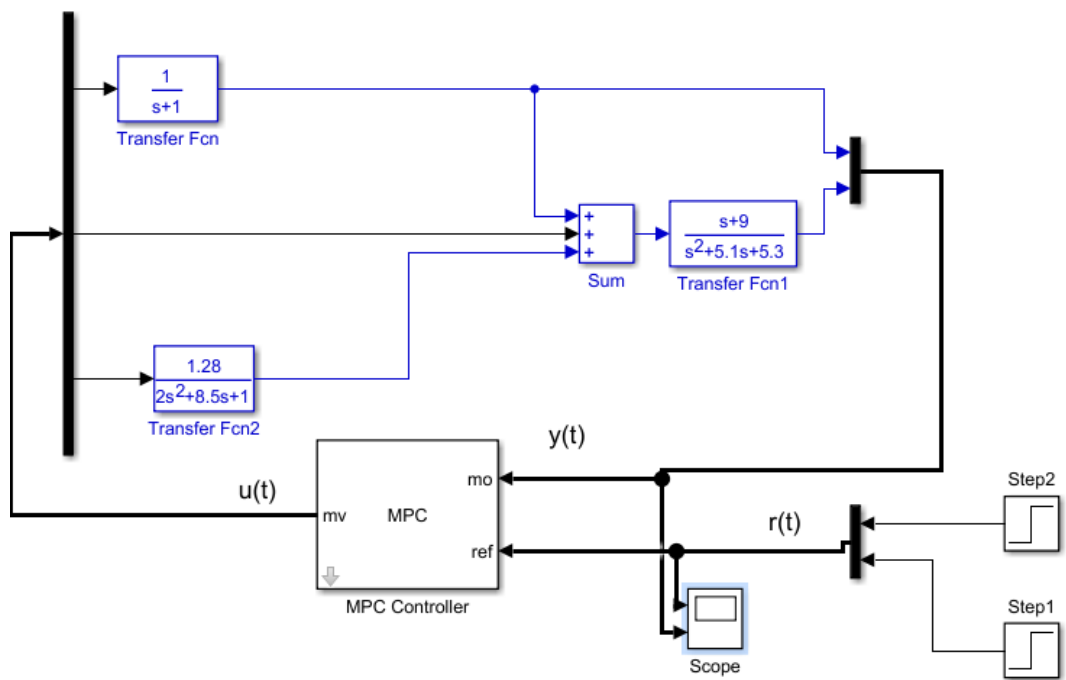 1
s+1
Transfer Fcn
+
+
+
Sum
s+9
s²+5.1s+5.3
Transfer Fcn1
1.28
2s²+8.5s+1
Transfer Fcn2
y(t)
u(t)
mo
mv
MPC
ref
MPC Controller
r(t)
Step2
Step1
Scope